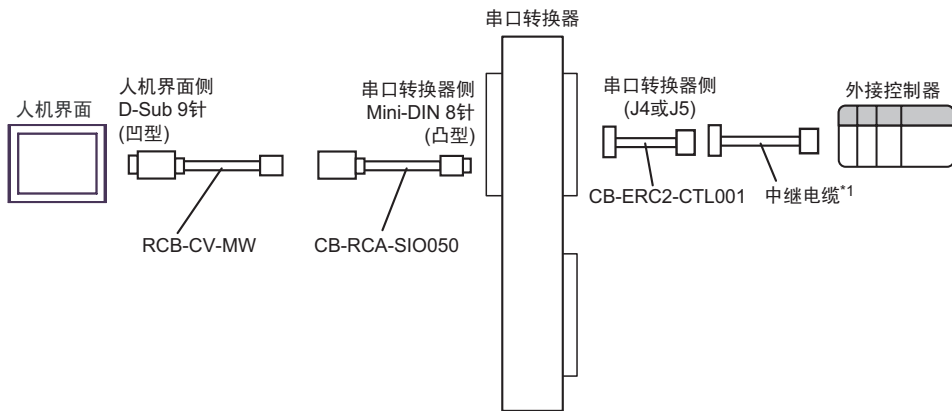 串口转换器
人机界面
人机界面侧
D-Sub 9针
(凹型)
串口转换器侧
Mini-DIN 8针
(凸型)
串口转换器侧
(J4或J5)
外接控制器
RCB-CV-MW
CB-RCA-SIO050
CB-ERC2-CTL001
中继电缆*1